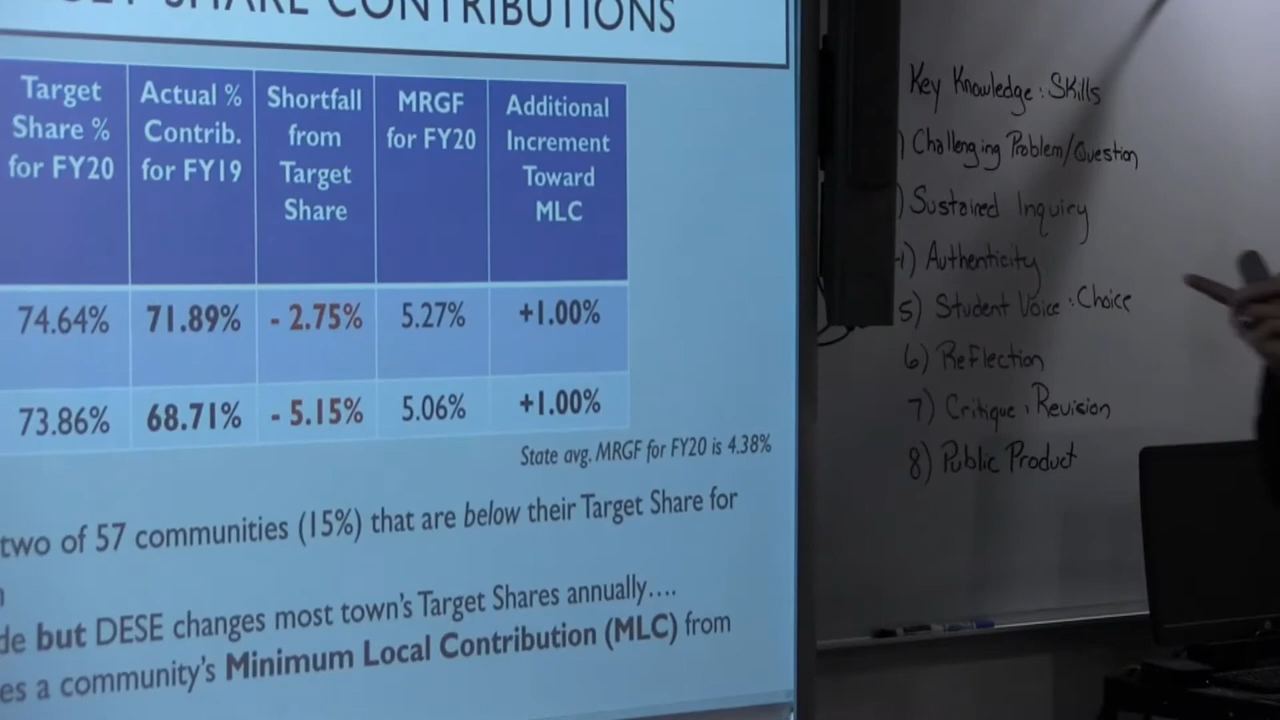 SHARE CONTRIBUTIONS
Target Share % for FY20
Actual % Contrib. for FY19
Shortfall from Target Share
MRGF for FY20
Additional Increment Toward MLC
74.64% 71.89% - 2.75% 5.27% +1.00%
73.86% 68.71% - 5.15% 5.06% +1.00%
State avg. MRGF for FY20 is 4.38%
two of 57 communities (15%) that are below their Target Share for
but DESE changes most town's Target Shares annually....
a community's Minimum Local Contribution (MLC) from
Key Knowledge : Skills
) Challenging Problem/Question
) Sustained Inquiry
) Authenticity
5) Student Voice : Choice
6) Reflection
7) Critique , Revision
8) Public Product